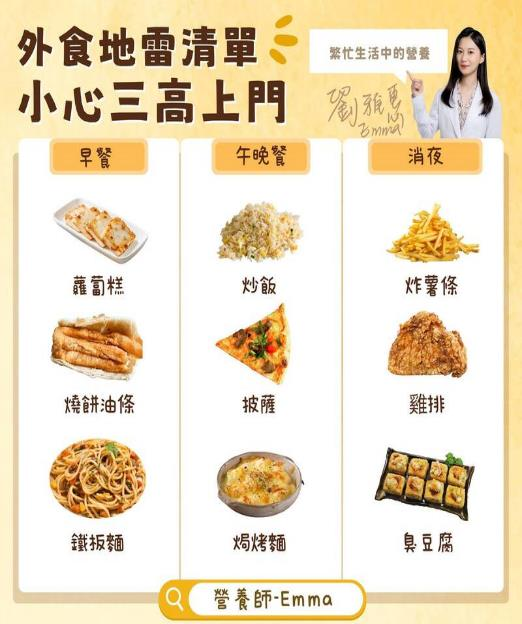 外食地雷清單
小心三高上門
繁忙生活中的營養
劉雅惠
Emma
早餐
午晚餐
消夜
蘿蔔糕
炒飯
炸薯條
燒餅油條
披薩
雞排
鐵板麵
焗烤麵
臭豆腐
營養師-Emma